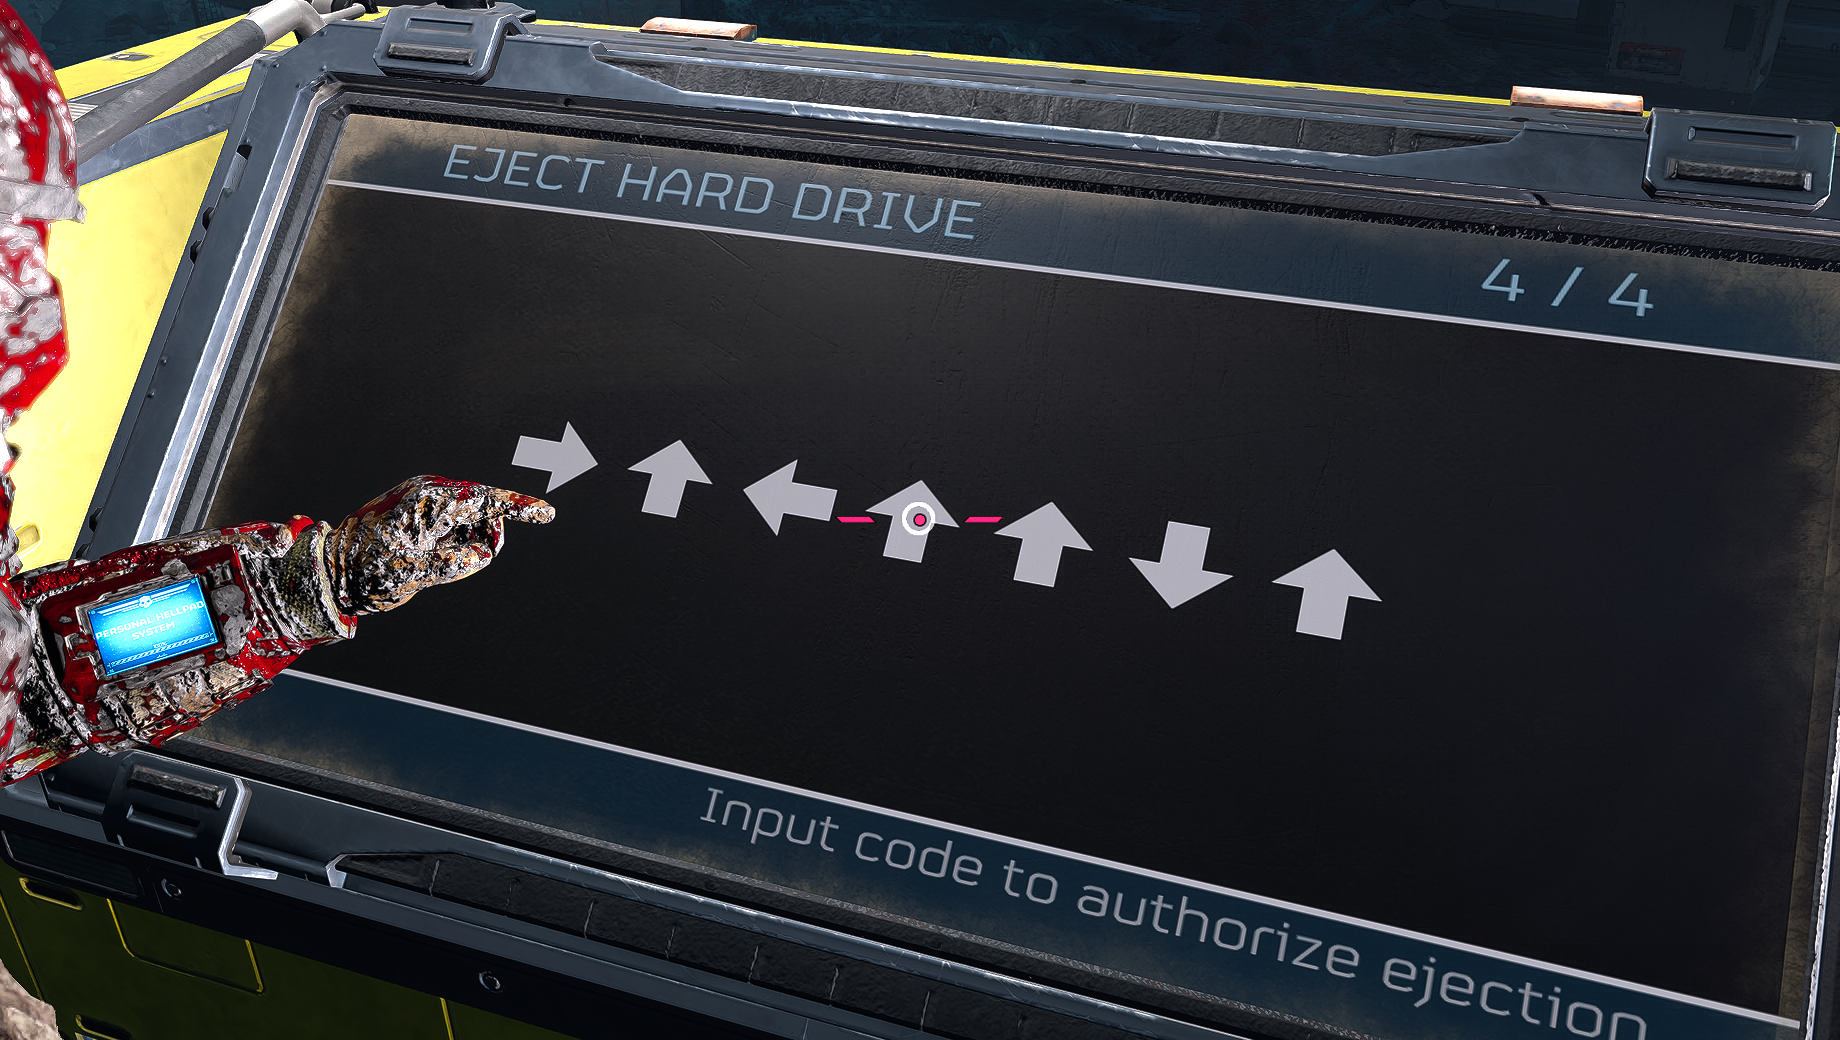 EJECT HARD DRIVE
4 / 4
PERSONAL HELLPAD
SYSTEM
Input code to authorize ejection